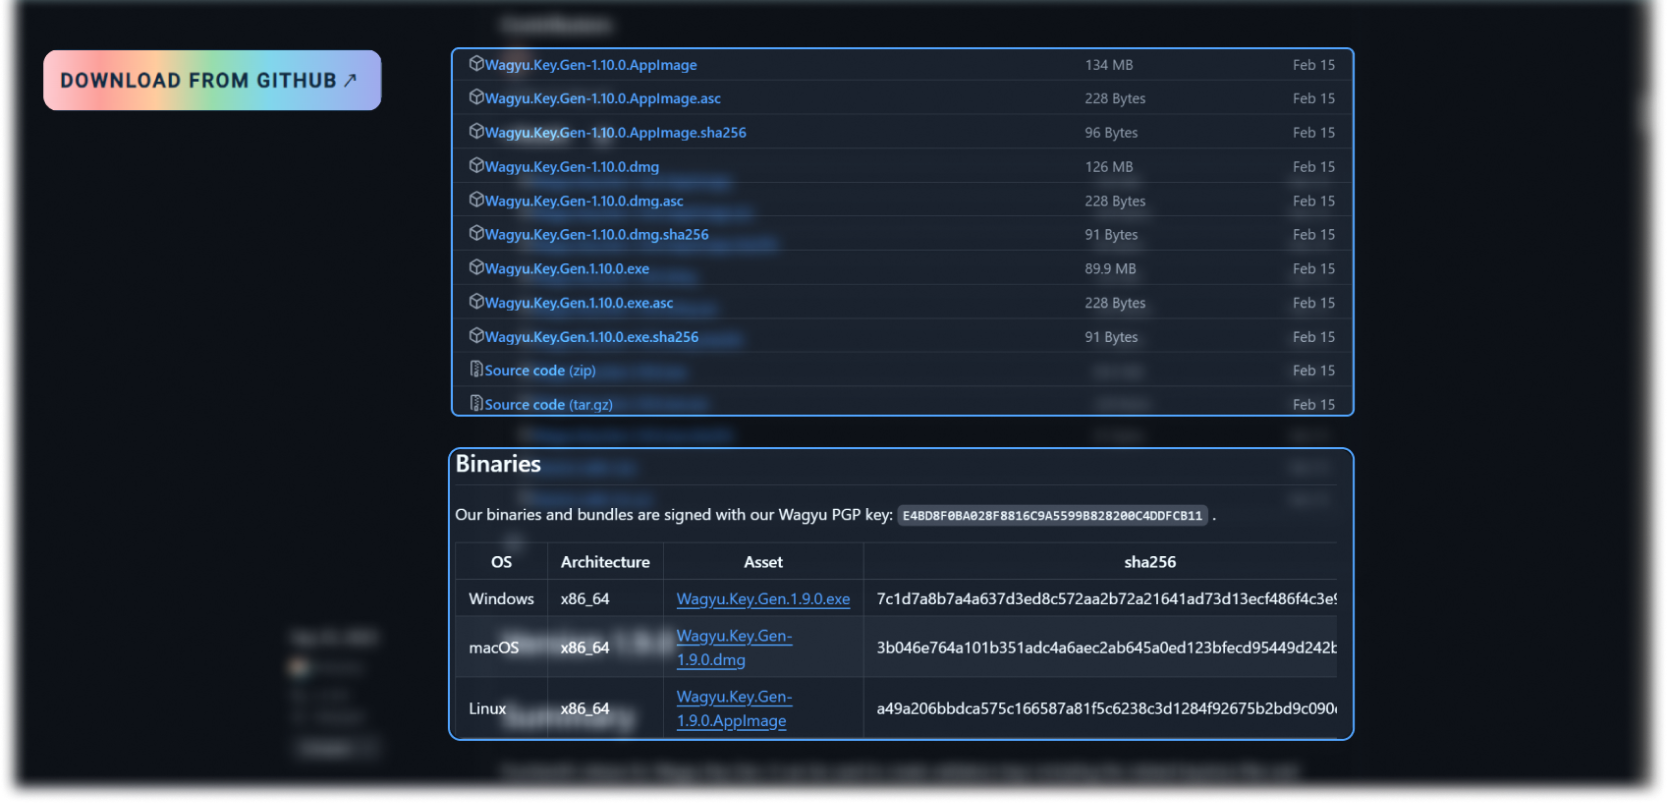 DOWNLOAD FROM GITHUB ↗
Wagyu.Key.Gen-1.10.0.AppImage 134 MB Feb 15
Wagyu.Key.Gen-1.10.0.AppImage.asc 228 Bytes Feb 15
Wagyu.Key.Gen-1.10.0.AppImage.sha256 96 Bytes Feb 15
Wagyu.Key.Gen-1.10.0.dmg 126 MB Feb 15
Wagyu.Key.Gen-1.10.0.dmg.asc 228 Bytes Feb 15
Wagyu.Key.Gen-1.10.0.dmg.sha256 91 Bytes Feb 15
Wagyu.Key.Gen.1.10.0.exe 89.9 MB Feb 15
Wagyu.Key.Gen.1.10.0.exe.asc 228 Bytes Feb 15
Wagyu.Key.Gen.1.10.0.exe.sha256 91 Bytes Feb 15
Source code (zip) Feb 15
Source code (tar.gz) Feb 15
Binaries
Our binaries and bundles are signed with our Wagyu PGP key: E4BD8F0BA028F8816C9A5599B828200C4DDFCB11 .
OS Architecture Asset sha256
Windows x86_64 Wagyu.Key.Gen.1.9.0.exe 7c1d7a8b7a4a637d3ed8c572aa2b72a21641ad73d13ecf486f4c3e9
Wagyu.Key.Gen-
macOS x86_64 1.9.0.dmg 3b046e764a101b351adc4a6aec2ab645a0ed123bfecd95449d242b
Wagyu.Key.Gen-
Linux x86_64 1.9.0.AppImage a49a206bbdca575c166587a81f5c6238c3d1284f92675b2bd9c090